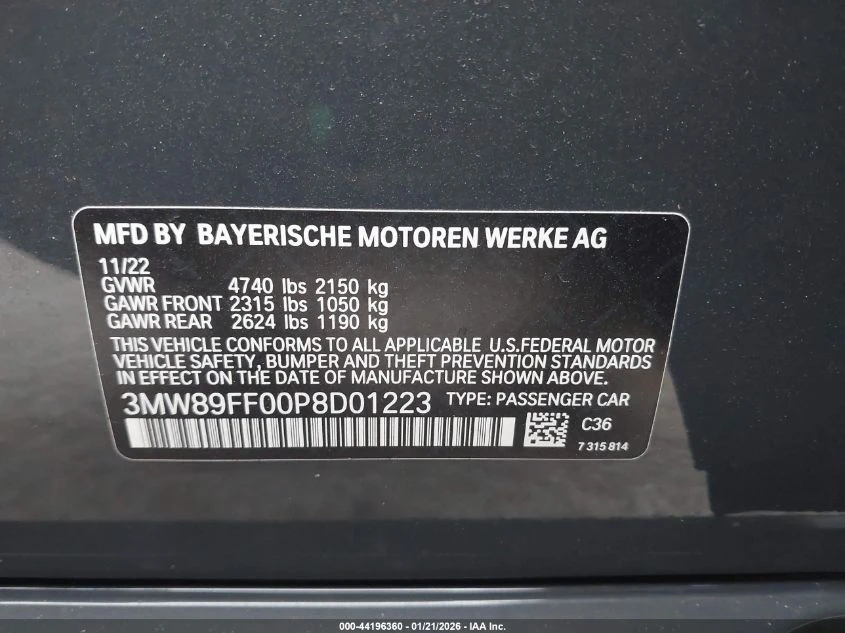 MFD BY BAYERISCHE MOTOREN WERKE AG
11/22
GVWR 4740 lbs 2150 kg
GAWR FRONT 2315 lbs 1050 kg
GAWR REAR 2624 lbs 1190 kg
THIS VEHICLE CONFORMS TO ALL APPLICABLE U.S.FEDERAL MOTOR
VEHICLE SAFETY, BUMPER AND THEFT PREVENTION STANDARDS
IN EFFECT ON THE DATE OF MANUFACTURE SHOWN ABOVE.
3MW89FF00P8D01223 TYPE: PASSENGER CAR
C36
7 315 814
000-44196360 - 01/21/2026 - IAA Inc.